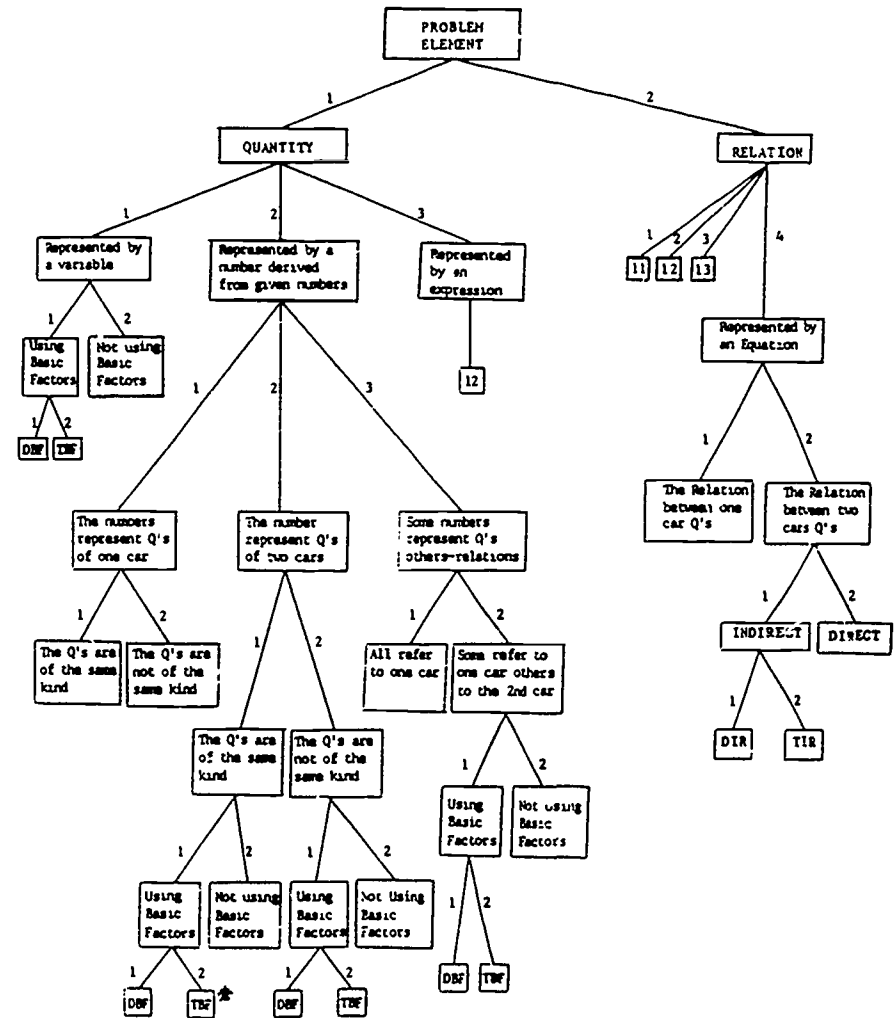 PROBLEM
ELEMENT
1
2
QUANTITY
RELATION
1
2
3
1
2
3
4
Represented by
a variable
Represented by a
number derived
from given numbers
Represented
by an
expression
11
12
13
1
2
Using
Basic
Factors
Not using
Basic
Factors
12
Represented by
an Equation
1
2
DBF
TBF
1
2
3
1
2
The numbers
represent Q's
of one car
The number
represent Q's
of two cars
Some numbers
represent Q's
others-relations
The Relation
between one
car Q's
The Relation
between two
cars Q's
1
2
1
2
1
2
1
2
The Q's are
of the same
kind
The Q's are
not of the
same kind
All refer
to one car
Some refer to
one car others
to the 2nd car
INDIRECT
DIRECT
1
2
DIR
TIR
The Q's are
of the same
kind
The Q's are
not of the
same kind
1
2
Using
Basic
Factors
Not using
Basic
Factors
1
2
1
2
Using
Basic
Factors
Not using
Basic
Factors
Using
Basic
Factors
Not Using
Basic
Factors
1
2
DBF
TBF
1
2
1
2
DBF
TBF
DBF
TBF